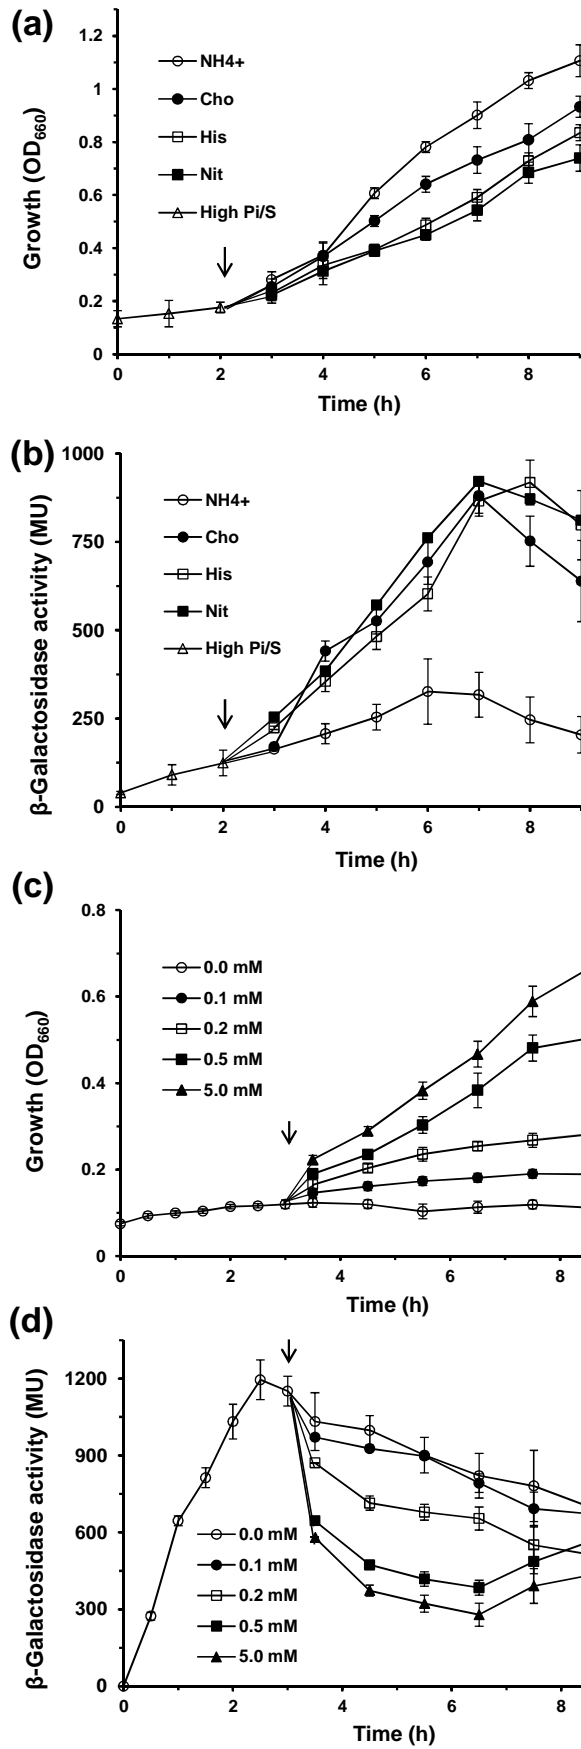 (a)
1.2
1
0.8
0.6
0.4
0.2
0
Growth (OD660)
NH4+
Cho
His
Nit
High Pi/S
0 2 4 6 8
Time (h)
(b)
1000
750
500
250
0
β-Galactosidase activity (MU)
NH4+
Cho
His
Nit
High Pi/S
0 2 4 6 8
Time (h)
(c)
0.8
0.6
0.4
0.2
0
Growth (OD660)
0.0 mM
0.1 mM
0.2 mM
0.5 mM
5.0 mM
0 2 4 6 8
Time (h)
(d)
1200
900
600
300
0
β-Galactosidase activity (MU)
0.0 mM
0.1 mM
0.2 mM
0.5 mM
5.0 mM
0 2 4 6 8
Time (h)